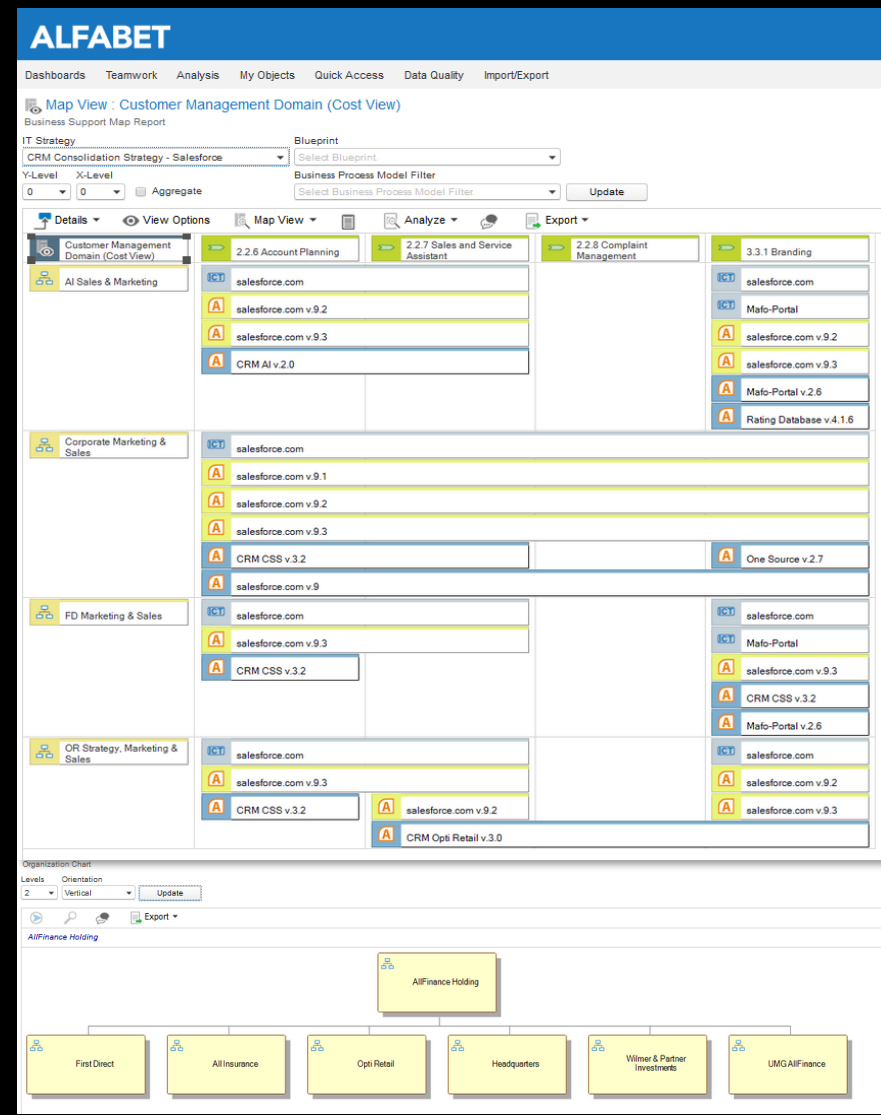 ALFABET
Dashboards Teamwork Analysis My Objects Quick Access Data Quality Import/Export
Map View : Customer Management Domain (Cost View)
Business Support Map Report
IT Strategy Blueprint
CRM Consolidation Strategy - Salesforce Select Blueprint
Y-Level X-Level Business Process Model Filter
0 0 Aggregate Select Business Process Model Filter Update
Details View Options Map View Analyze Export
Customer Management
Domain (Cost View)
2.2.6 Account Planning
2.2.7 Sales and Service
Assistant
2.2.8 Complaint
Management
3.3.1 Branding
AI Sales & Marketing
ICT salesforce.com
A salesforce.com v.9.2
A salesforce.com v.9.3
A CRM AI v.2.0
ICT salesforce.com
ICT Mafo-Portal
A salesforce.com v.9.2
A salesforce.com v.9.3
A Mafo-Portal v.2.6
A Rating Database v.4.1.6
Corporate Marketing &
Sales
ICT salesforce.com
A salesforce.com v.9.1
A salesforce.com v.9.2
A salesforce.com v.9.3
A CRM CSS v.3.2 A One Source v.2.7
A salesforce.com v.9
FD Marketing & Sales
ICT salesforce.com
A salesforce.com v.9.3
A CRM CSS v.3.2
ICT salesforce.com
ICT Mafo-Portal
A salesforce.com v.9.3
A CRM CSS v.3.2
A Mafo-Portal v.2.6
OR Strategy, Marketing &
Sales
ICT salesforce.com
A salesforce.com v.9.3
A CRM CSS v.3.2 A salesforce.com v.9.2
A CRM Opti Retail v.3.0
ICT salesforce.com
A salesforce.com v.9.2
A salesforce.com v.9.3
Organization Chart
Levels Orientation
2 Vertical Update
Export
AllFinance Holding
AllFinance Holding
First Direct
All Insurance
Opti Retail
Headquarters
Wilmer & Partner
Investments
UMG AllFinance